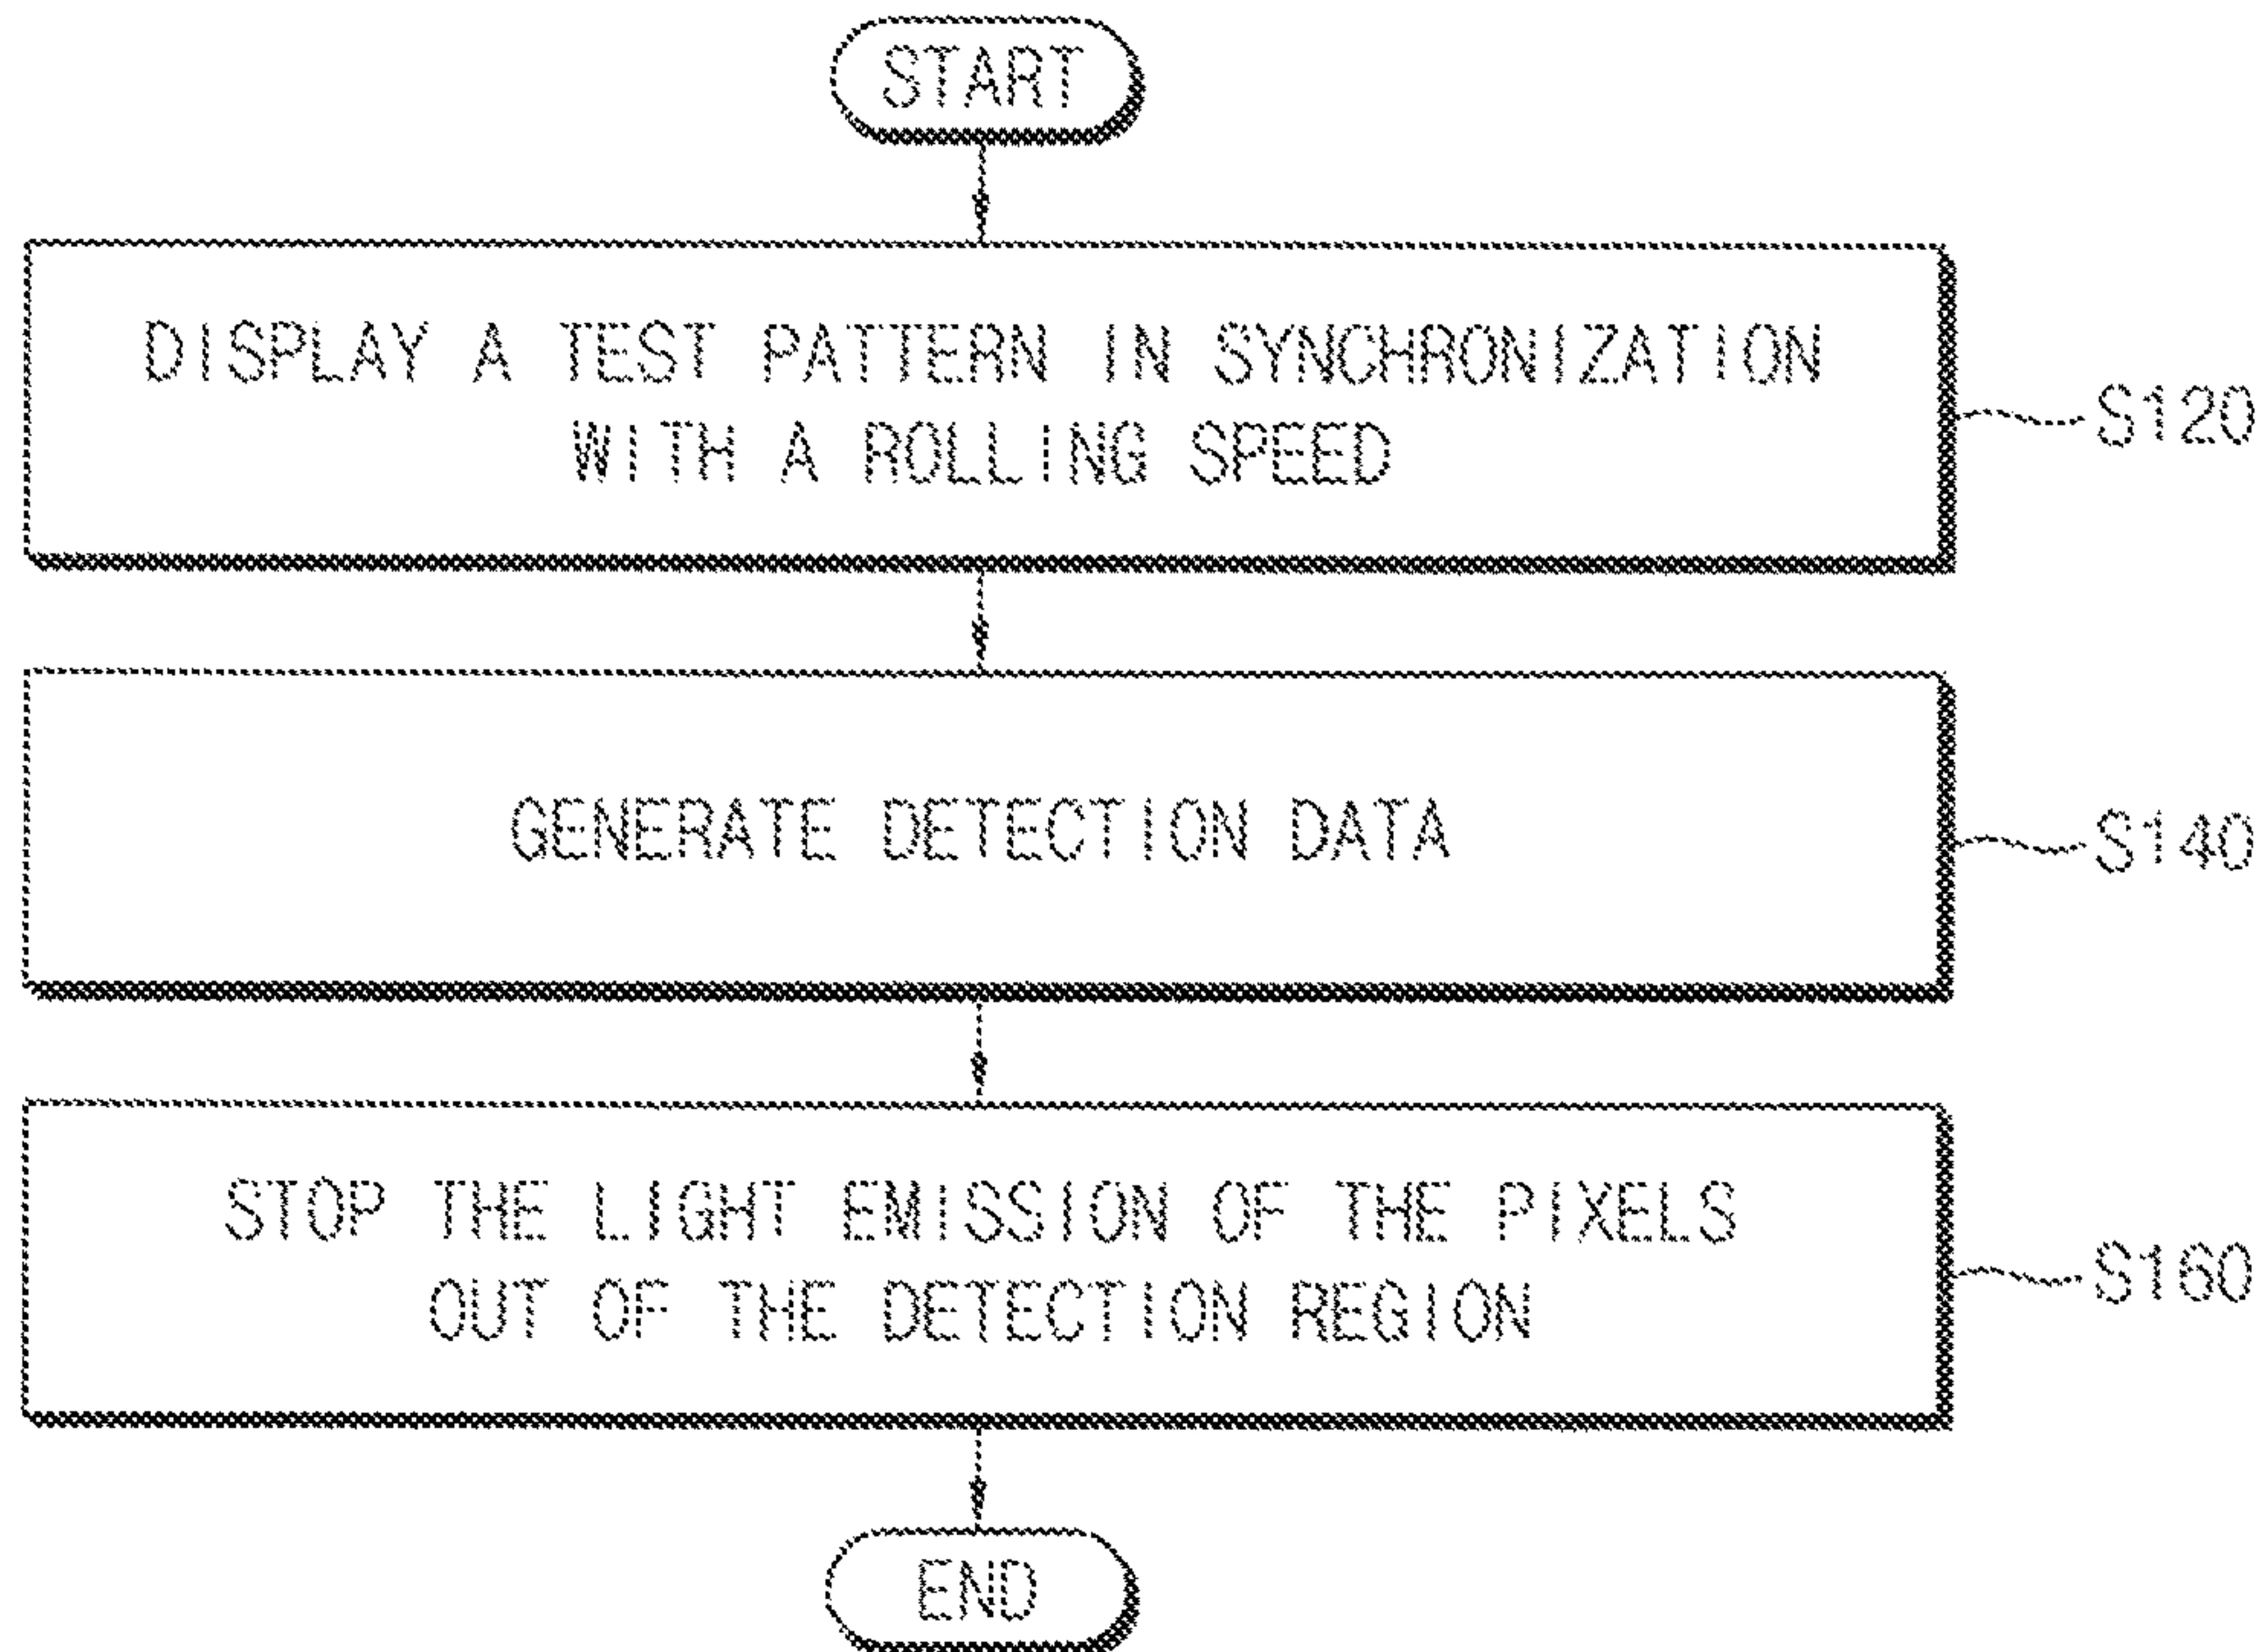 START
DISPLAY A TEST PATTERN IN SYNCHRONIZATION
WITH A ROLLING SPEED
S120
GENERATE DETECTION DATA
S140
STOP THE LIGHT EMISSION OF THE PIXELS
OUT OF THE DETECTION REGION
S160
END